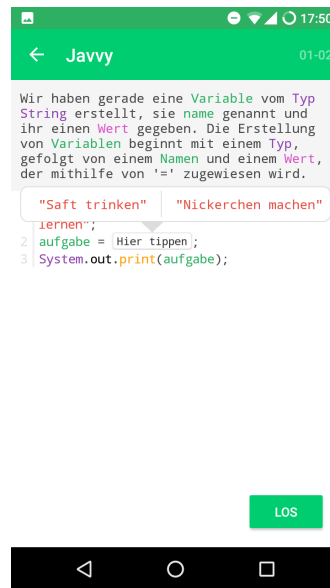 17:50
Javvy
01-02
Wir haben gerade eine Variable vom Typ
String erstellt, sie name genannt und
ihr einen Wert gegeben. Die Erstellung
von Variablen beginnt mit einem Typ,
gefolgt von einem Namen und einem Wert,
der mithilfe von '=' zugewiesen wird.
"Saft trinken" "Nickerchen machen"
lernen";
2 aufgabe = Hier tippen ;
3 System.out.print(aufgabe);
LOS